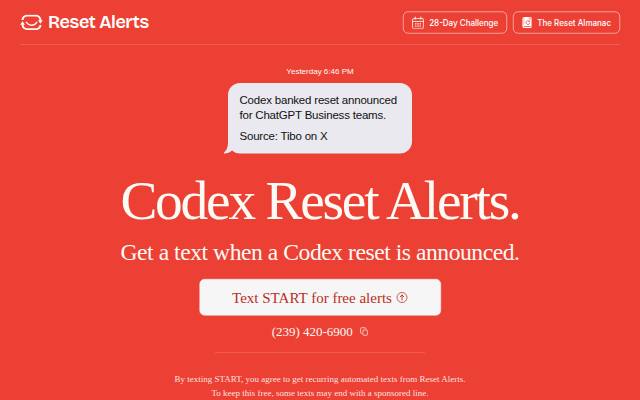 Reset Alerts
28-Day Challenge
The Reset Almanac
Yesterday 6:46 PM
Codex banked reset announced
for ChatGPT Business teams.
Source: Tibo on X
Codex Reset Alerts.
Get a text when a Codex reset is announced.
Text START for free alerts
(239) 420-6900
By texting START, you agree to get recurring automated texts from Reset Alerts.
To keep this free, some texts may end with a sponsored line.